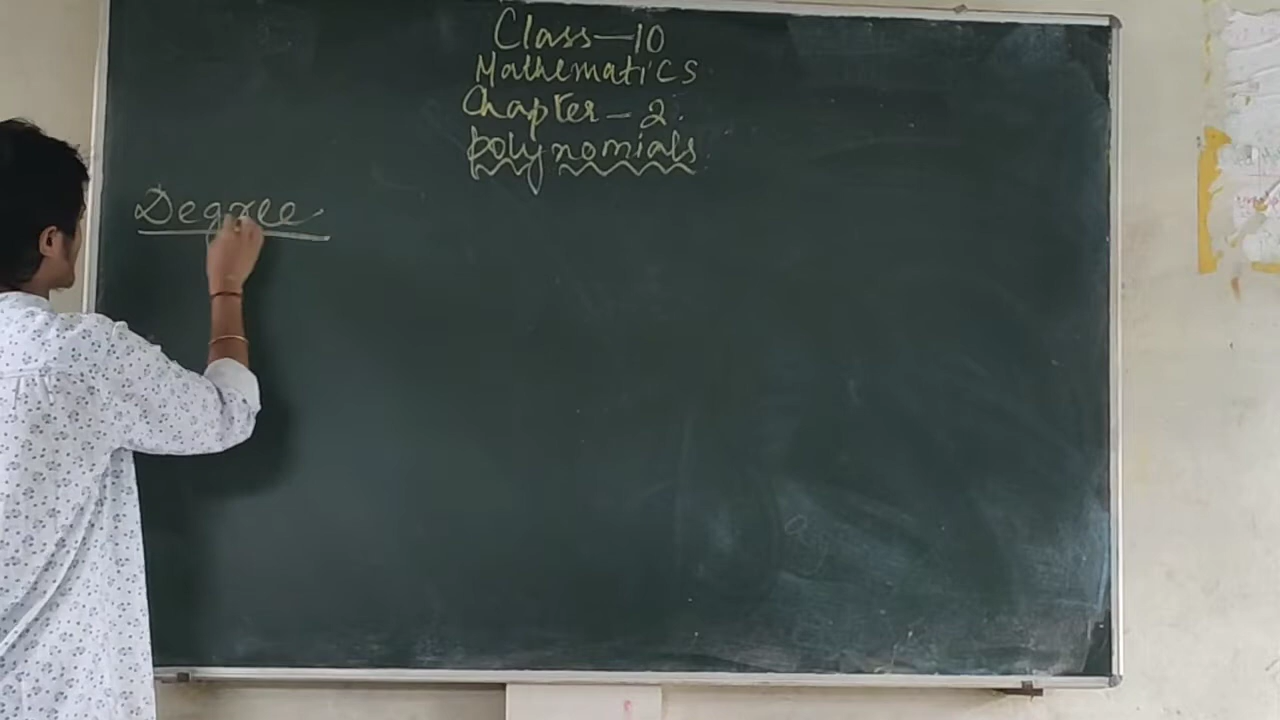 Class—10
Mathematics
Chapter—2.
polynomials
Degree